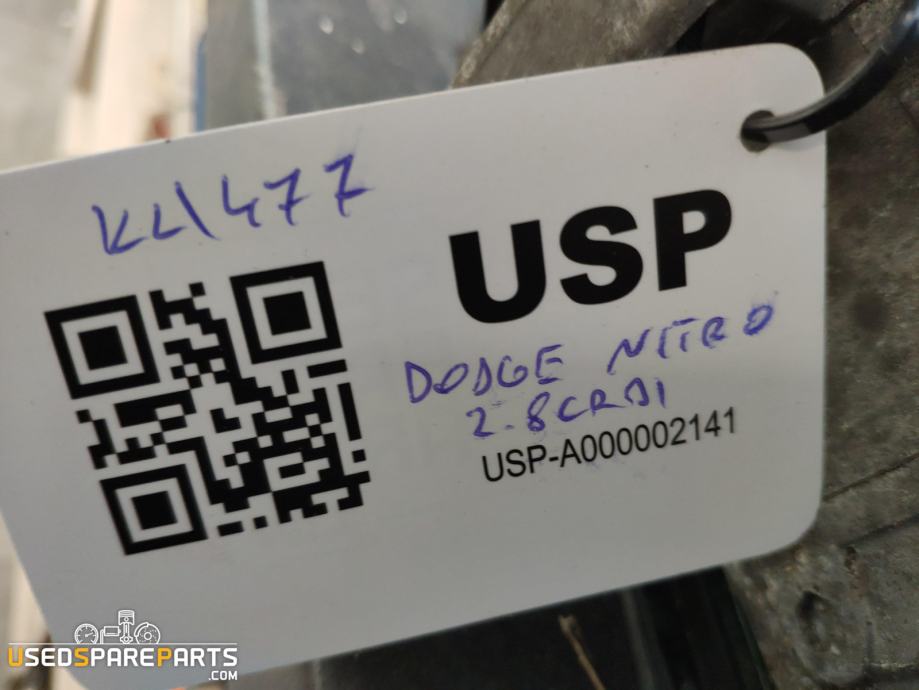 KL1477
USP
DODGE NITRO
2.8CRDI
USP-A000002141
USEDSPAREPARTS
.COM